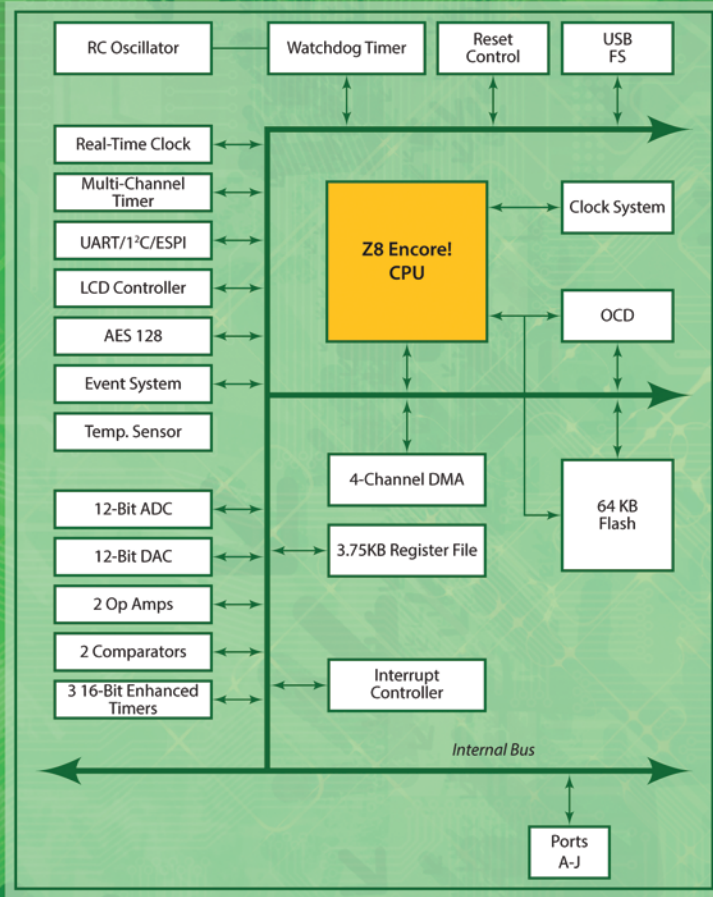 RC Oscillator
Watchdog Timer
Reset
Control
USB
FS
Real-Time Clock
Multi-Channel
Timer
UART/1²C/ESPI
LCD Controller
AES 128
Event System
Temp. Sensor
12-Bit ADC
12-Bit DAC
2 Op Amps
2 Comparators
3 16-Bit Enhanced
Timers
Z8 Encore!
CPU
Clock System
OCD
4-Channel DMA
64 KB
Flash
3.75KB Register File
Interrupt
Controller
Internal Bus
Ports
A-J